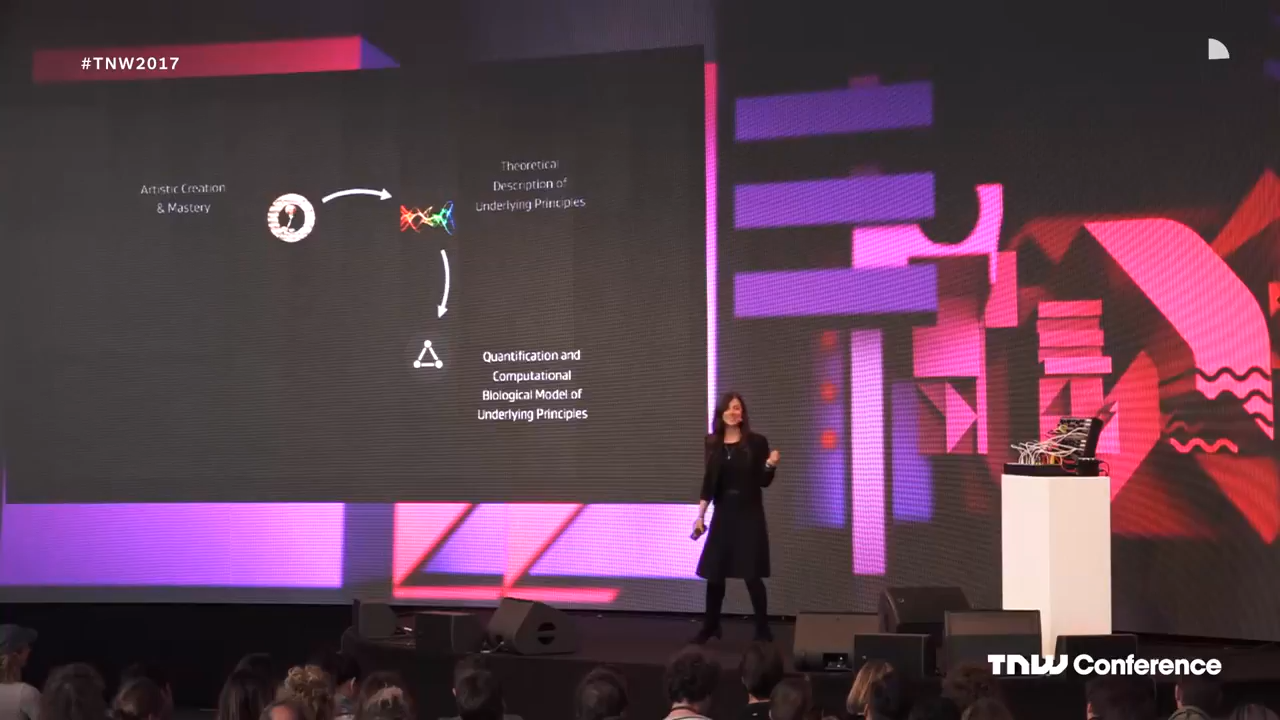 #TNW2017
Artistic Creation
& Mastery
Theoretical
Description of
Underlying Principles
Quantification and
Computational
Biological Model of
Underlying Principles
TNW Conference